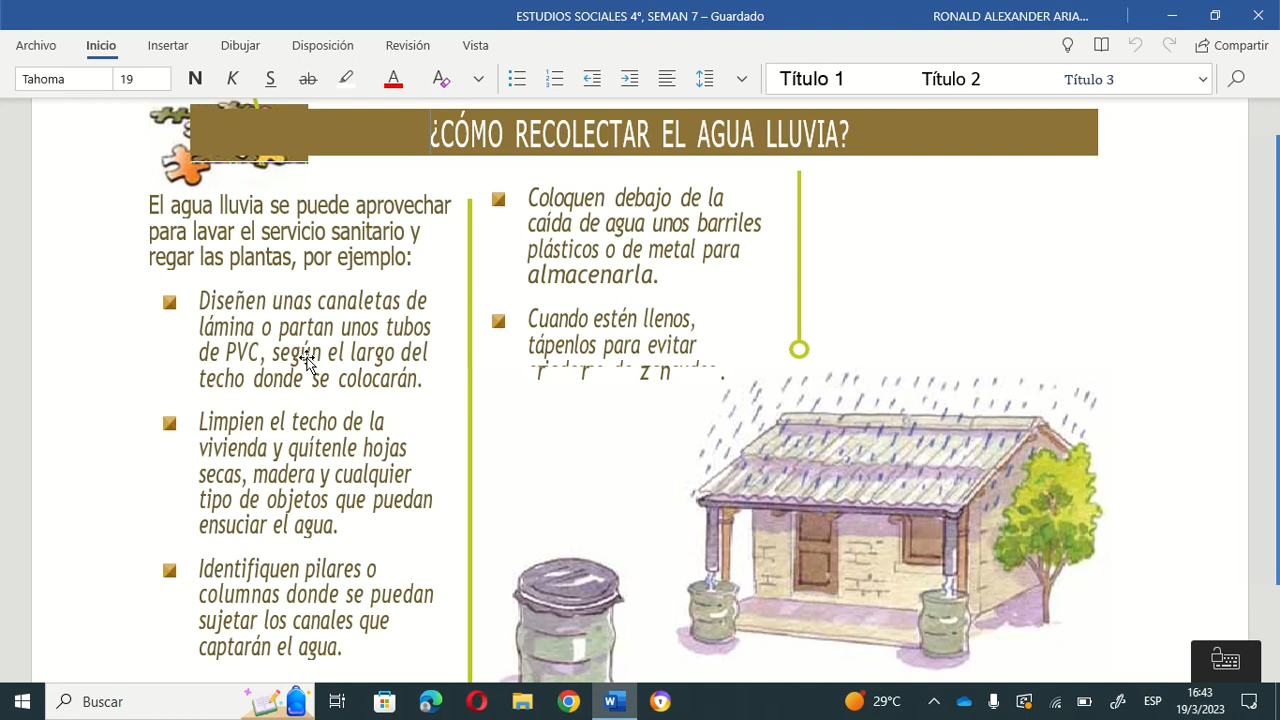 ESTUDIOS SOCIALES 4º, SEMAN 7 – Guardado
RONALD ALEXANDER ARIA...
Archivo
Inicio
Insertar
Dibujar
Disposición
Revisión
Vista
Compartir
Tahoma
19
N
K
S
ab
A
A
Título 1
Título 2
Título 3
¿CÓMO RECOLECTAR EL AGUA LLUVIA?
El agua lluvia se puede aprovechar
para lavar el servicio sanitario y
regar las plantas, por ejemplo:
Diseñen unas canaletas de
lámina o partan unos tubos
de PVC, según el largo del
techo donde se colocarán.
Limpien el techo de la
vivienda y quítenle hojas
secas, madera y cualquier
tipo de objetos que puedan
ensuciar el agua.
Identifiquen pilares o
columnas donde se puedan
sujetar los canales que
captarán el agua.
Coloquen debajo de la
caída de agua unos barriles
plásticos o de metal para
almacenarla.
Cuando estén llenos,
tápenlos para evitar
Buscar
29°C
ESP
16:43
19/3/2023